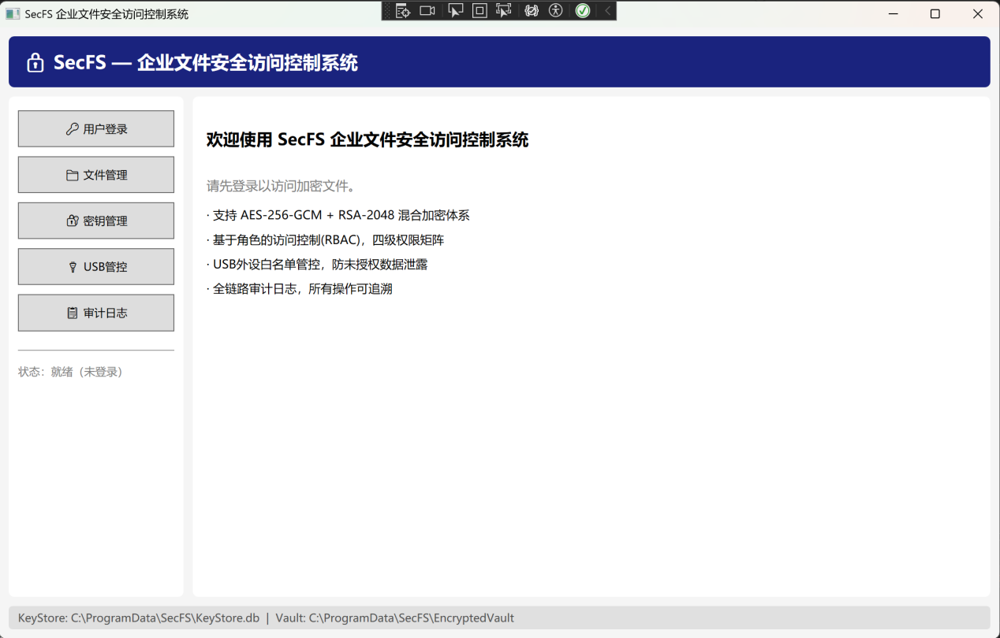 SecFS 企业文件安全访问控制系统
SecFS — 企业文件安全访问控制系统
用户登录
文件管理
密钥管理
USB管控
审计日志
状态：就绪（未登录）
欢迎使用 SecFS 企业文件安全访问控制系统
请先登录以访问加密文件。
· 支持 AES-256-GCM + RSA-2048 混合加密体系
· 基于角色的访问控制(RBAC)，四级权限矩阵
· USB外设白名单管控，防未授权数据泄露
· 全链路审计日志，所有操作可追溯
KeyStore: C:\ProgramData\SecFS\KeyStore.db | Vault: C:\ProgramData\SecFS\EncryptedVault